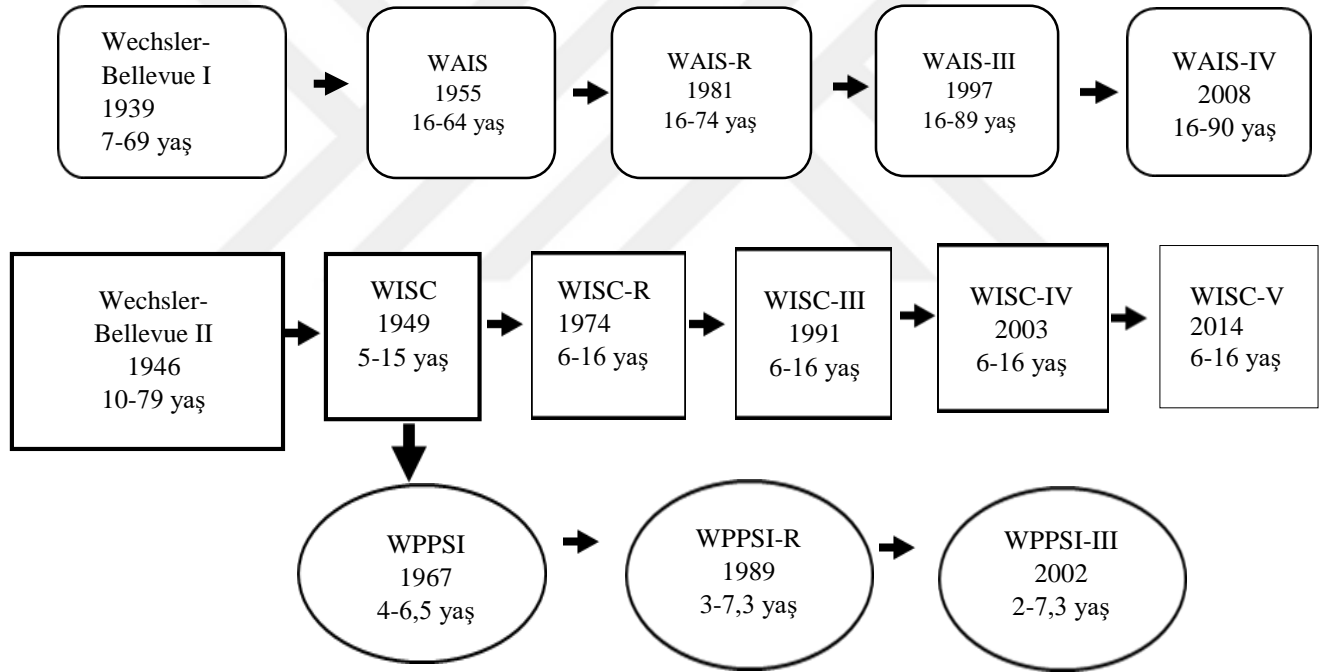 Wechsler-
Bellevue I
1939
7-69 yaş
WAIS
1955
16-64 yaş
WAIS-R
1981
16-74 yaş
WAIS-III
1997
16-89 yaş
WAIS-IV
2008
16-90 yaş
Wechsler-
Bellevue II
1946
10-79 yaş
WISC
1949
5-15 yaş
WISC-R
1974
6-16 yaş
WISC-III
1991
6-16 yaş
WISC-IV
2003
6-16 yaş
WISC-V
2014
6-16 yaş
WPPSI
1967
4-6,5 yaş
WPPSI-R
1989
3-7,3 yaş
WPPSI-III
2002
2-7,3 yaş